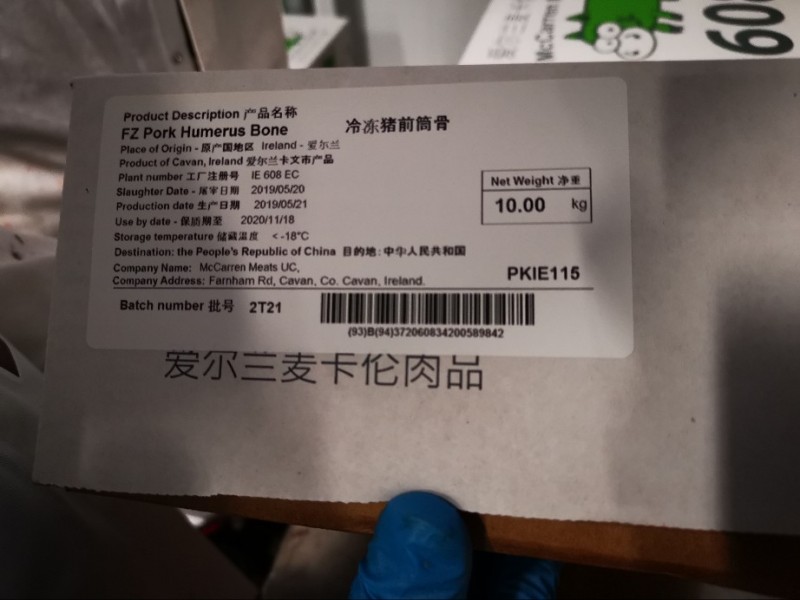 McCarren
609
Product Description 产品名称
FZ Pork Humerus Bone 冷冻猪前筒骨
Place of Origin - 原产国地区 Ireland - 爱尔兰
Product of Cavan, Ireland 爱尔兰卡文市产品
Plant number 工厂注册号 IE 608 EC
Slaughter Date - 屠宰日期 2019/05/20
Production date 生产日期 2019/05/21
Use by date - 保质期至 2020/11/18
Storage temperature 储藏温度 < -18°C
Destination: the People's Republic of China 目的地: 中华人民共和国
Company Name: McCarren Meats UC,
Company Address: Farnham Rd, Cavan, Co. Cavan, Ireland.
Net Weight 净重
10.00 kg
PKIE115
Batch number 批号 2T21
(93)B(94)372060834200589842
爱尔兰麦卡伦肉品